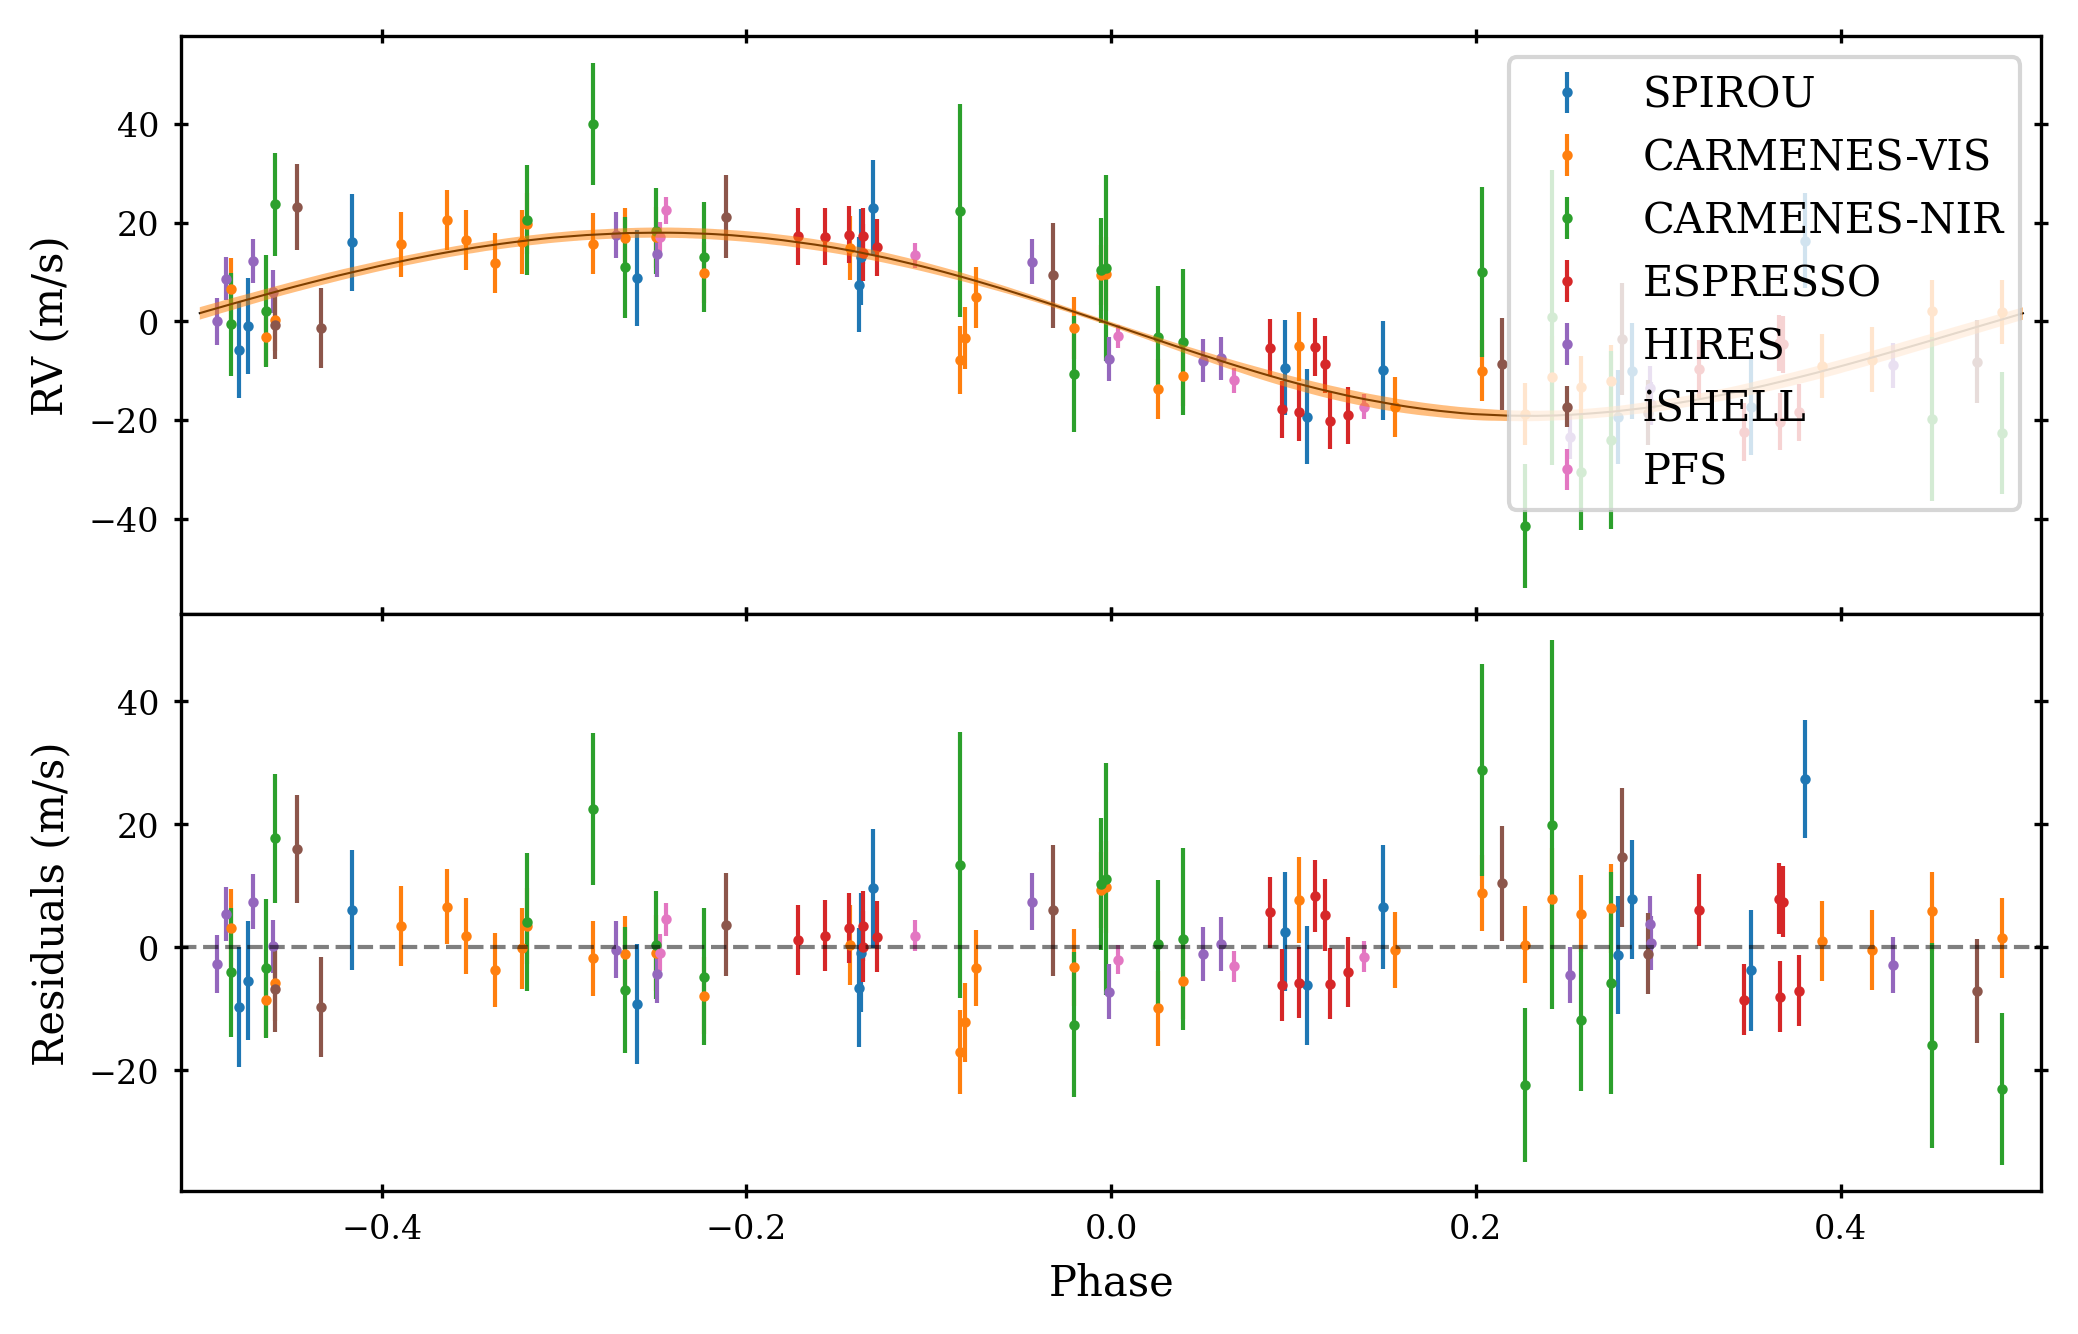 RV (m/s)
40
20
0
−20
−40
SPIROU
CARMENES-VIS
CARMENES-NIR
ESPRESSO
HIRES
iSHELL
PFS
Residuals (m/s)
40
20
0
−20
−0.4 −0.2 0.0 0.2 0.4
Phase